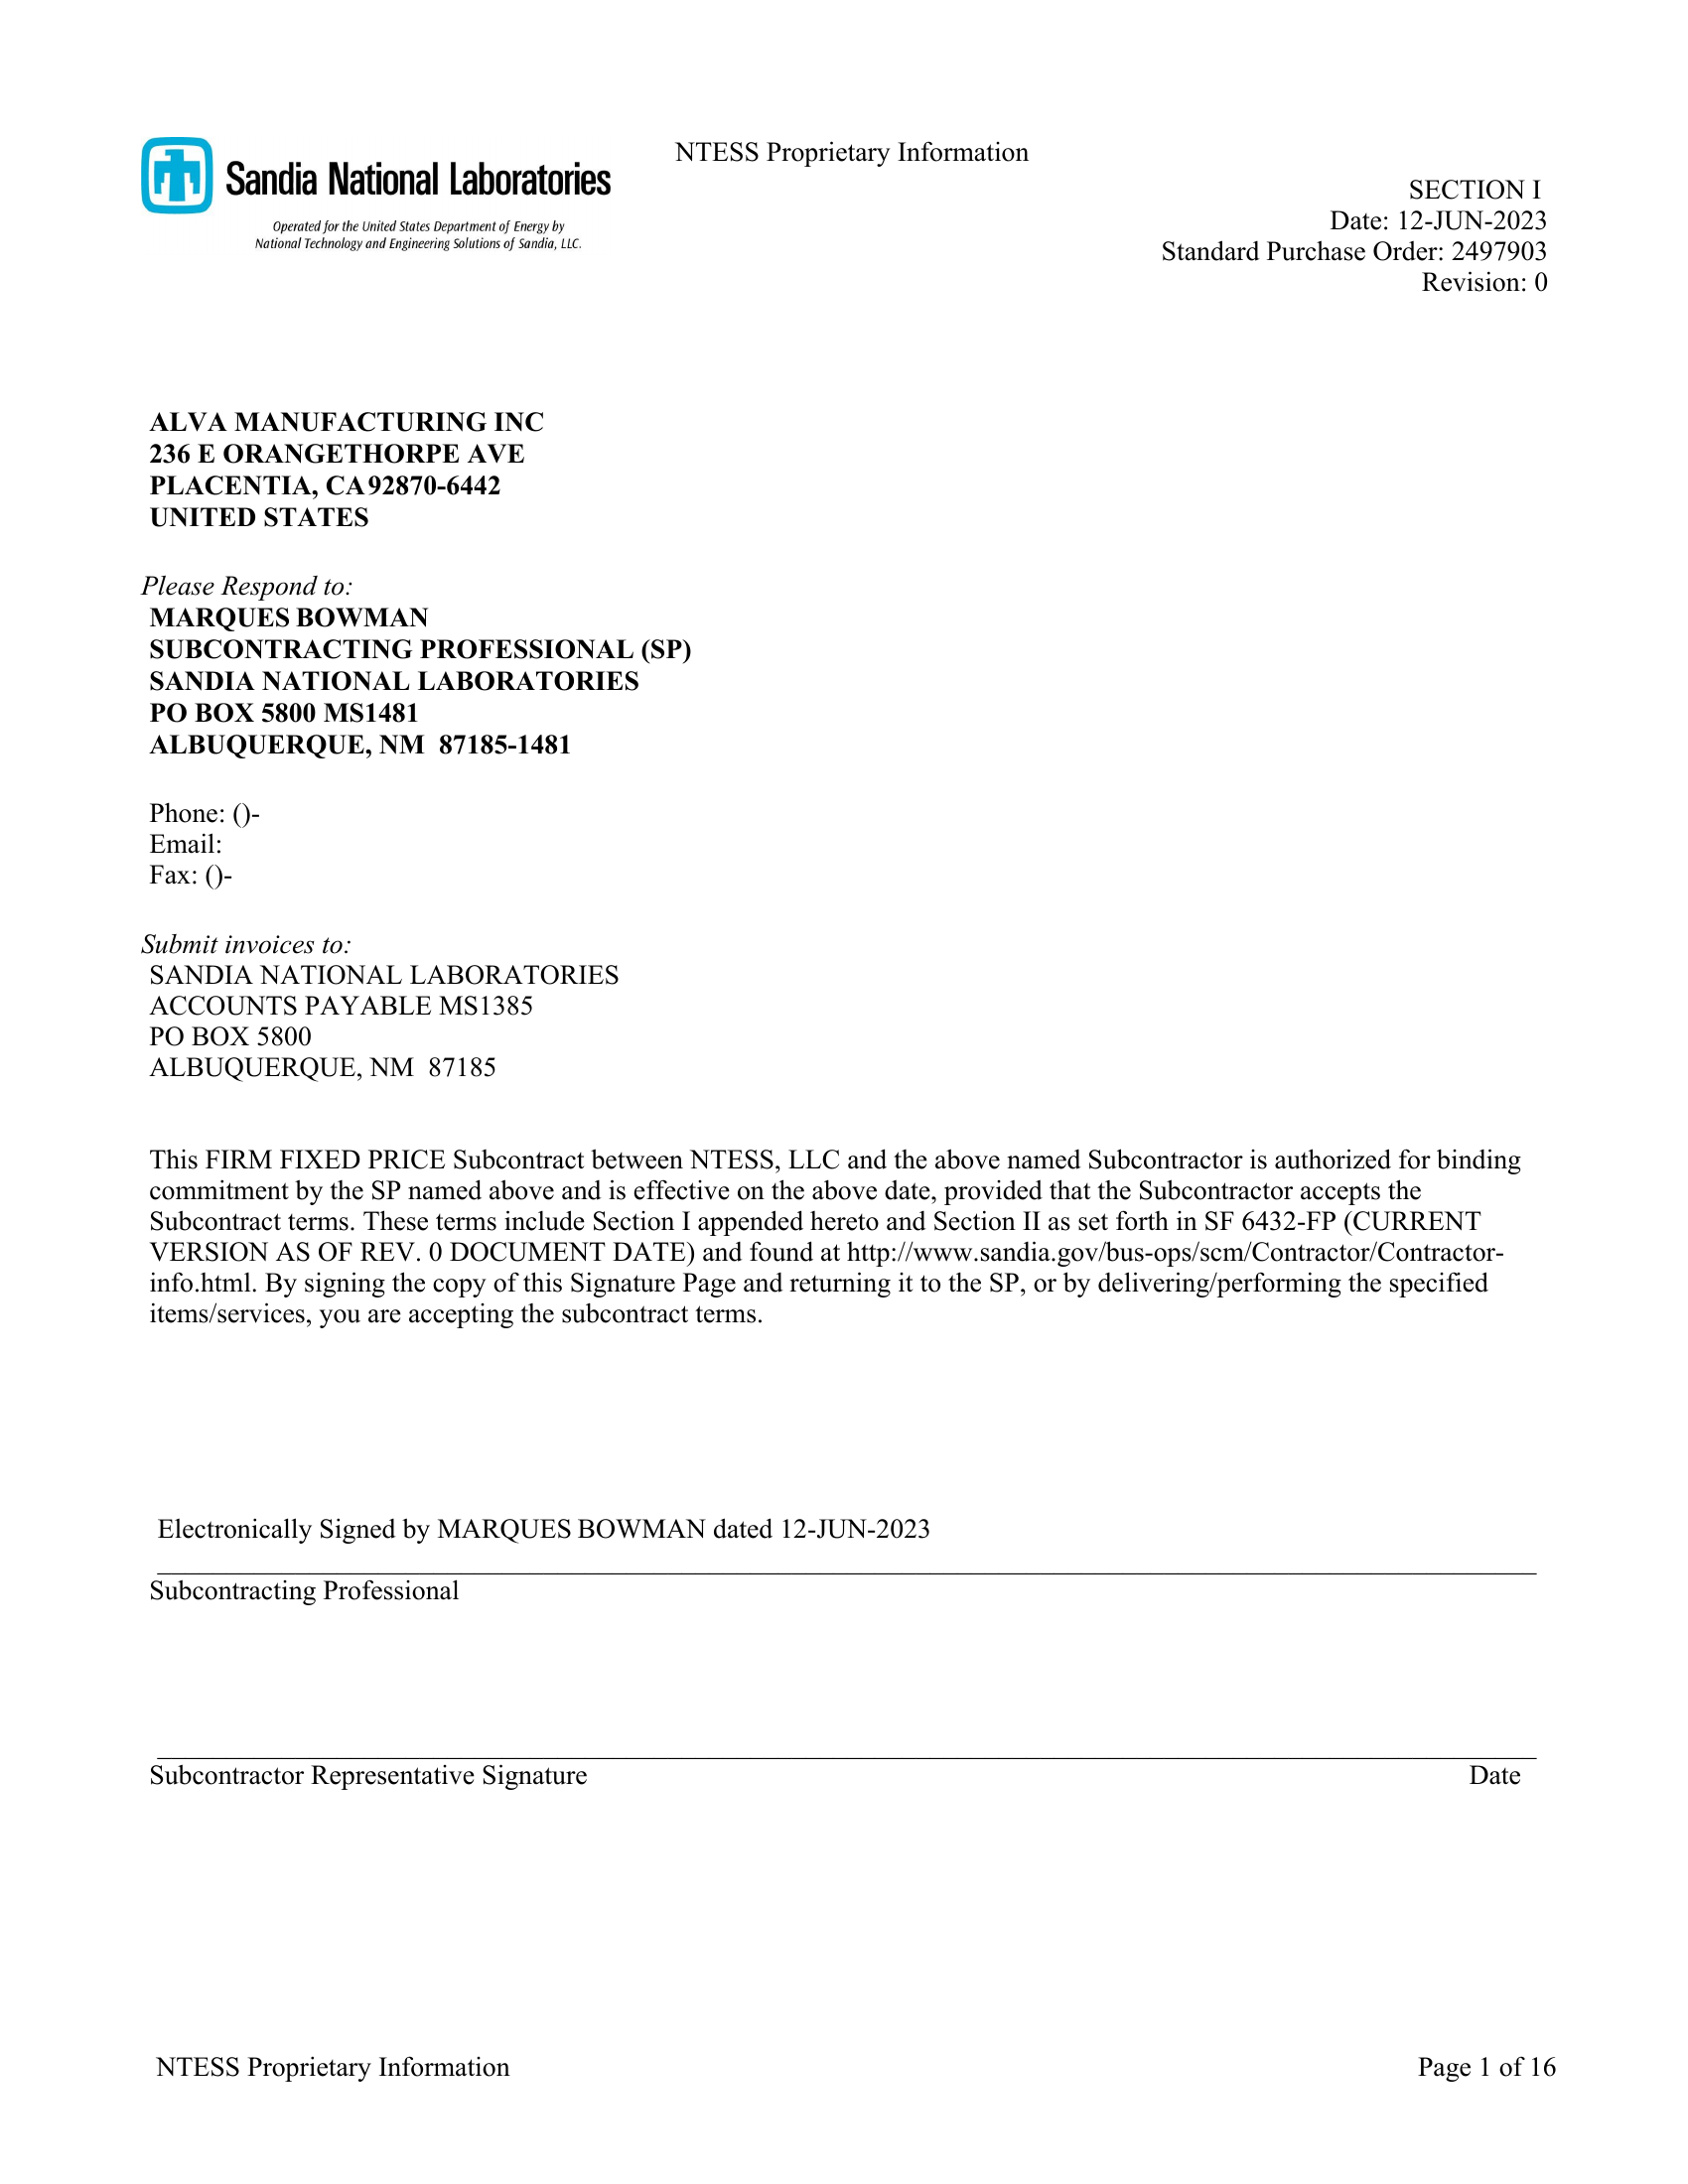 NTESS Proprietary Information
Sandia National Laboratories
Operated for the United States Department of Energy by
National Technology and Engineering Solutions of Sandia, LLC.
SECTION I
Date: 12-JUN-2023
Standard Purchase Order: 2497903
Revision: 0
ALVA MANUFACTURING INC
236 E ORANGETHORPE AVE
PLACENTIA, CA 92870-6442
UNITED STATES
Please Respond to:
MARQUES BOWMAN
SUBCONTRACTING PROFESSIONAL (SP)
SANDIA NATIONAL LABORATORIES
PO BOX 5800 MS1481
ALBUQUERQUE, NM 87185-1481
Phone: ()-
Email:
Fax: ()-
Submit invoices to:
SANDIA NATIONAL LABORATORIES
ACCOUNTS PAYABLE MS1385
PO BOX 5800
ALBUQUERQUE, NM 87185
This FIRM FIXED PRICE Subcontract between NTESS, LLC and the above named Subcontractor is authorized for binding
commitment by the SP named above and is effective on the above date, provided that the Subcontractor accepts the
Subcontract terms. These terms include Section I appended hereto and Section II as set forth in SF 6432-FP (CURRENT
VERSION AS OF REV. 0 DOCUMENT DATE) and found at http://www.sandia.gov/bus-ops/scm/Contractor/Contractor-
info.html. By signing the copy of this Signature Page and returning it to the SP, or by delivering/performing the specified
items/services, you are accepting the subcontract terms.
Electronically Signed by MARQUES BOWMAN dated 12-JUN-2023
Subcontracting Professional
Subcontractor Representative Signature Date
NTESS Proprietary Information Page 1 of 16